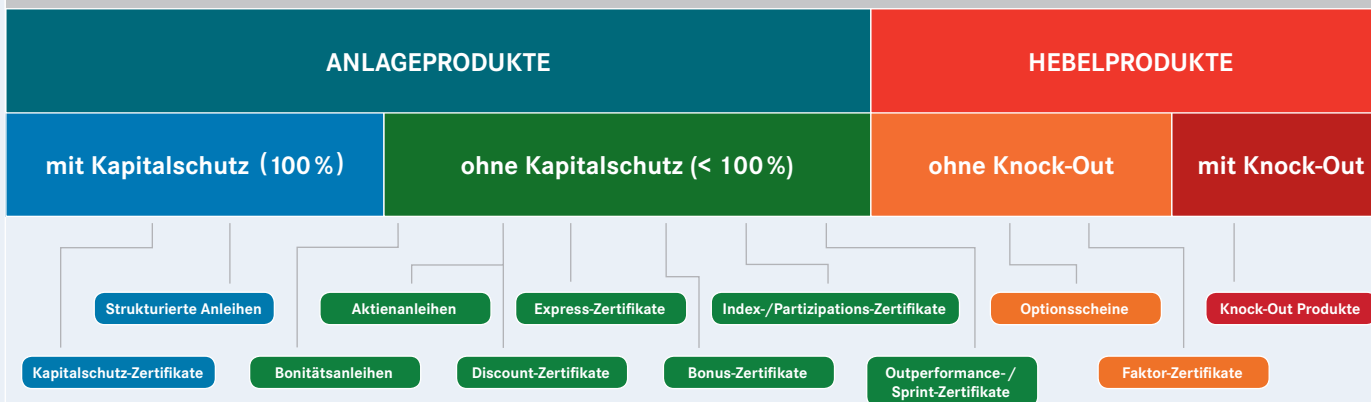 ANLAGEPRODUKTE
HEBELPRODUKTE
mit Kapitalschutz (100 %)
ohne Kapitalschutz (< 100 %)
ohne Knock-Out
mit Knock-Out
Strukturierte Anleihen
Aktienanleihen
Express-Zertifikate
Index-/Partizipations-Zertifikate
Optionsscheine
Knock-Out Produkte
Kapitalschutz-Zertifikate
Bonitätsanleihen
Discount-Zertifikate
Bonus-Zertifikate
Outperformance- /
Sprint-Zertifikate
Faktor-Zertifikate